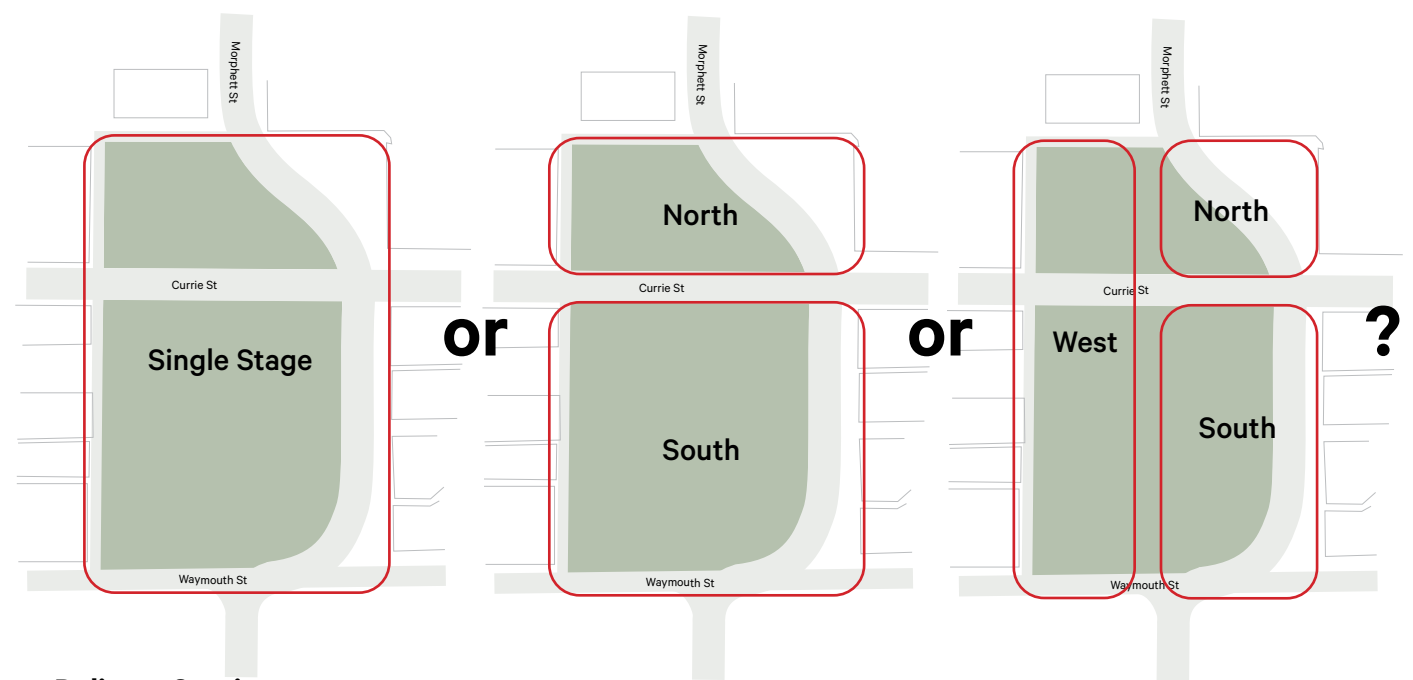 Morphett St
Currie St
Single Stage
Waymouth St
or
Morphett St
North
Currie St
South
Waymouth St
or
Morphett St
North
Currie St
West
South
Waymouth St
?